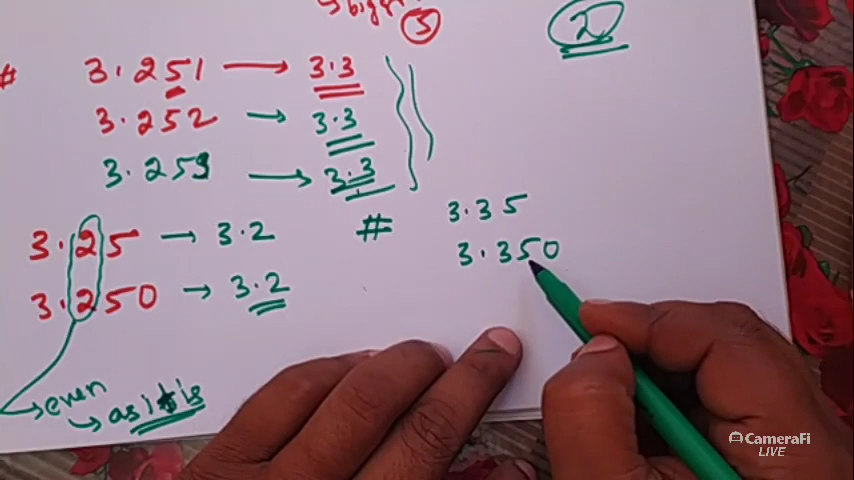 3
2
# 3.251 → 3.3
3.252 → 3.3
3.259 → 3.3
3.25 → 3.2
3.250 → 3.2
→ even
→ as it is
# 3.35
3.350
CameraFi
LIVE